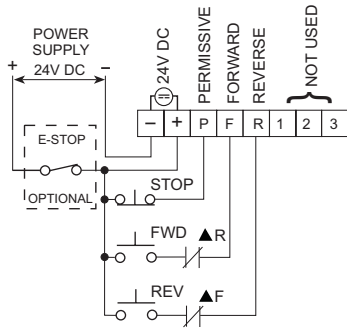 POWER
SUPPLY
+ 24V DC –
24V DC
PERMISSIVE
FORWARD
REVERSE
NOT USED
– + P F R 1 2 3
E-STOP
OPTIONAL
STOP
FWD ▲R
REV ▲F